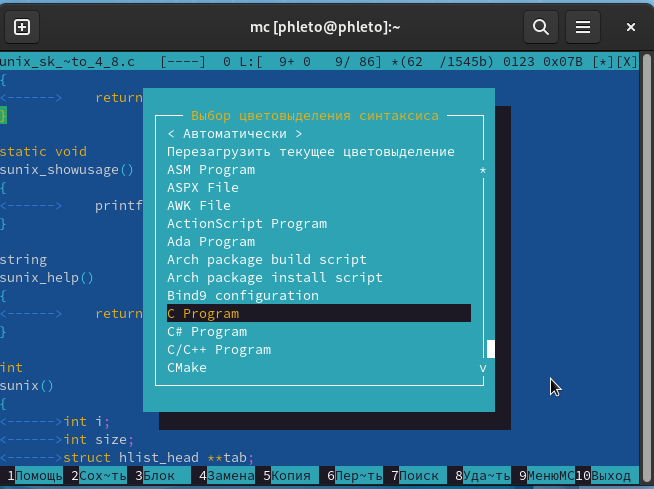 mc [phleto@phleto]:~
unix_sk_~to_4_8.c [----] 0 L:[ 9+ 0 9/ 86] *(62 /1545b) 0123 0x07B [*][X]
{
<------> return
}
static void
sunix_showusage()
{
<------> printf
}
string
sunix_help()
{
<------> return
}
int
sunix()
{
<------>int i;
<------>int size;
<------>struct hlist_head **tab;
Выбор цветовыделения синтаксиса
< Автоматически >
Перезагрузить текущее цветовыделение
ASM Program *
ASPX File
AWK File
ActionScript Program
Ada Program
Arch package build script
Arch package install script
Bind9 configuration
C Program
C# Program
C/C++ Program
CMake v
1Помощь 2Сох~ть 3Блок 4Замена 5Копия 6Пер~ть 7Поиск 8Уда~ть 9МенюMC 10Выход